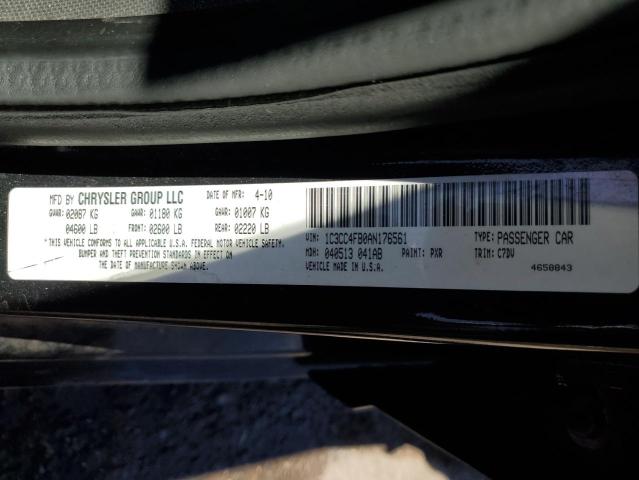 MFD BY CHRYSLER GROUP LLC DATE OF MFR: 4-10
GVWR: 02087 KG GAWR: 01180 KG GAWR: 01007 KG
04600 LB FRONT: 02600 LB REAR: 02220 LB
* THIS VEHICLE CONFORMS TO ALL APPLICABLE U.S.A. FEDERAL MOTOR VEHICLE SAFETY,
BUMPER AND THEFT PREVENTION STANDARDS IN EFFECT ON
THE DATE OF MANUFACTURE SHOWN ABOVE. *
VIN: 1C3CC4FB0AN176561 TYPE: PASSENGER CAR
MDH: 040513 041AB PAINT: PXR TRIM: C7DV
VEHICLE MADE IN U.S.A. 4658843